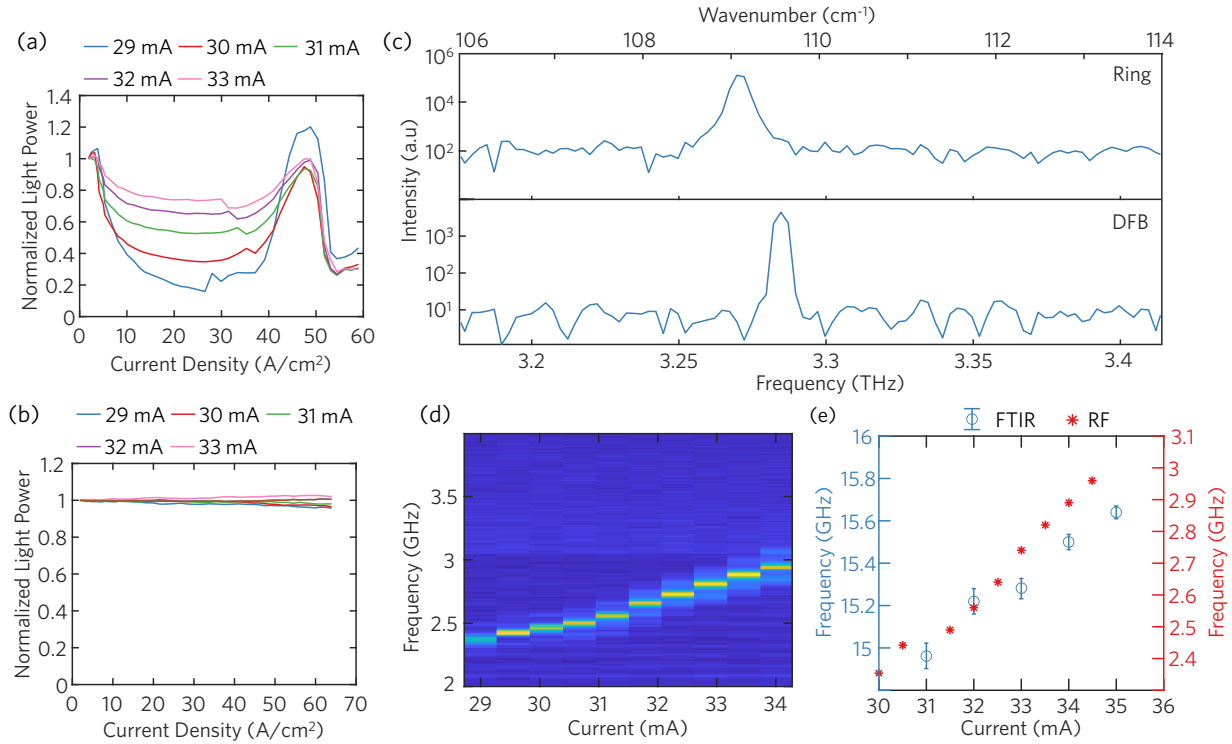 (a)
29 mA 30 mA 31 mA
32 mA 33 mA
Normalized Light Power
1.4
1.2
1
0.8
0.6
0.4
0.2
0
0 10 20 30 40 50 60
Current Density (A/cm²)
(b)
29 mA 30 mA 31 mA
32 mA 33 mA
Normalized Light Power
1.2
1
0.8
0.6
0.4
0.2
0
0 10 20 30 40 50 60 70
Current Density (A/cm²)
(c)
Wavenumber (cm⁻¹)
106 108 110 112 114
Intensity (a.u)
10⁶
10⁴
10²
Ring
10³
10²
10¹
DFB
3.2 3.25 3.3 3.35 3.4
Frequency (THz)
(d)
Frequency (GHz)
3.5
3
2.5
2
29 30 31 32 33 34
Current (mA)
(e)
FTIR RF
Frequency (GHz)
16
15.8
15.6
15.4
15.2
15
30 31 32 33 34 35 36
Current (mA)
3.1
3
2.9
2.8
2.7
2.6
2.5
2.4
Frequency (GHz)